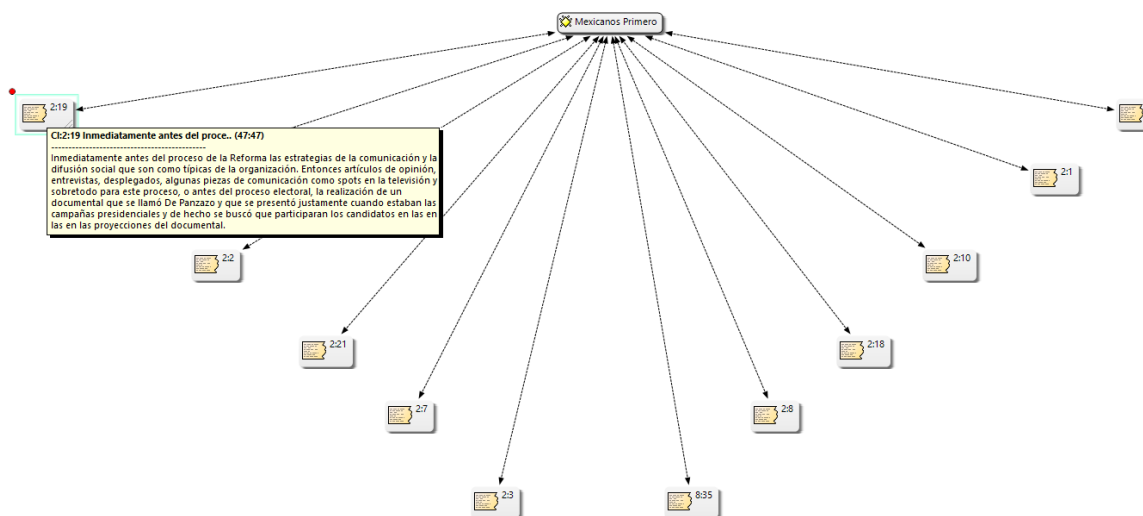 Mexicanos Primero
2:19
CI:2:19 Inmediatamente antes del proce.. (47:47)
----------------------------------------------
Inmediatamente antes del proceso de la Reforma las estrategias de la comunicación y la
difusión social que son como típicas de la organización. Entonces artículos de opinión,
entrevistas, desplegados, algunas piezas de comunicación como spots en la televisión y
sobretodo para este proceso, o antes del proceso electoral, la realización de un
documental que se llamó De Panzazo y que se presentó justamente cuando estaban las
campañas presidenciales y de hecho se buscó que participaran los candidatos en las en
las en las proyecciones del documental.
2:1
2:2
2:10
2:21
2:18
2:7
2:8
2:3
8:35